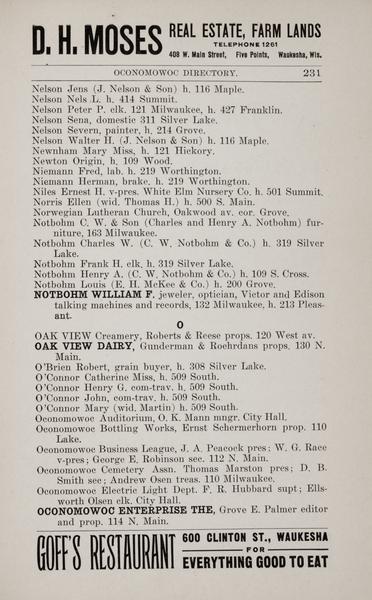 D. H. MOSES REAL ESTATE, FARM LANDS
TELEPHONE 1261
408 W. Main Street, Five Points, Waukesha, Wis.
OCONOMOWOC DIRECTORY. 231
Nelson Jens (J. Nelson & Son) h. 116 Maple.
Nelson Nels L. h. 414 Summit.
Nelson Peter P. elk. 121 Milwaukee, h. 427 Franklin.
Nelson Sena, domestic 311 Silver Lake.
Nelson Severn, painter, h. 214 Grove.
Nelson Walter H. (J. Nelson & Son) h. 116 Maple.
Newnham Mary Miss, h. 121 Hickory.
Newton Origin, h. 109 Wood.
Niemann Fred, lab. h. 219 Worthington.
Niemann Herman, brake. h. 219 Worthington.
Niles Ernest H. v-pres. White Elm Nursery Co. h. 501 Summit.
Norris Ellen (wid. Thomas H.) h. 500 S. Main.
Norwegian Lutheran Church, Oakwood av. cor. Grove.
Notbohm C. W. & Son (Charles and Henry A. Notbohm) fur-
niture, 163 Milwaukee.
Notbohm Charles W. (C. W. Notbohm & Co.) h. 319 Silver
Lake.
Notbohm Frank H. elk. h. 319 Silver Lake.
Notbohm Henry A. (C. W. Notbohm & Co.) h. 109 S. Cross.
Notbohm Louis (E. H. McKee & Co.) h. 200 Grove.
NOTBOHM WILLIAM F. jeweler, optician, Victor and Edison
talking machines and records, 132 Milwaukee, h. 213 Pleas-
ant.
O
OAK VIEW Creamery, Roberts & Reese props. 120 West av.
OAK VIEW DAIRY, Gunderman & Roehrdans props. 130 N.
Main.
O'Brien Robert, grain buyer, h. 308 Silver Lake.
O'Connor Catherine Miss, h. 509 South.
O'Connor Henry G. com-trav. h. 509 South.
O'Connor John, com-trav. h. 509 South.
O'Connor Mary (wid. Martin) h. 509 South.
Oconomowoc Auditorium, O. K. Mann mngr. City Hall.
Oconomowoc Bottling Works, Ernst Schermerhorn prop. 110
Lake.
Oconomowoc Business League, J. A. Peacock pres; W. G. Race
v-pres; George E. Robinson sec. 112 N. Main.
Oconomowoc Cemetery Assn. Thomas Marston pres; D. B.
Smith sec; Andrew Osen treas. 110 Milwaukee.
Oconomowoc Electric Light Dept. F. R. Hubbard supt; Ells-
worth Olsen elk. City Hall.
OCONOMOWOC ENTERPRISE THE, Grove E. Palmer editor
and prop. 114 N. Main.
GOFF'S RESTAURANT 600 CLINTON ST., WAUKESHA
FOR
EVERYTHING GOOD TO EAT